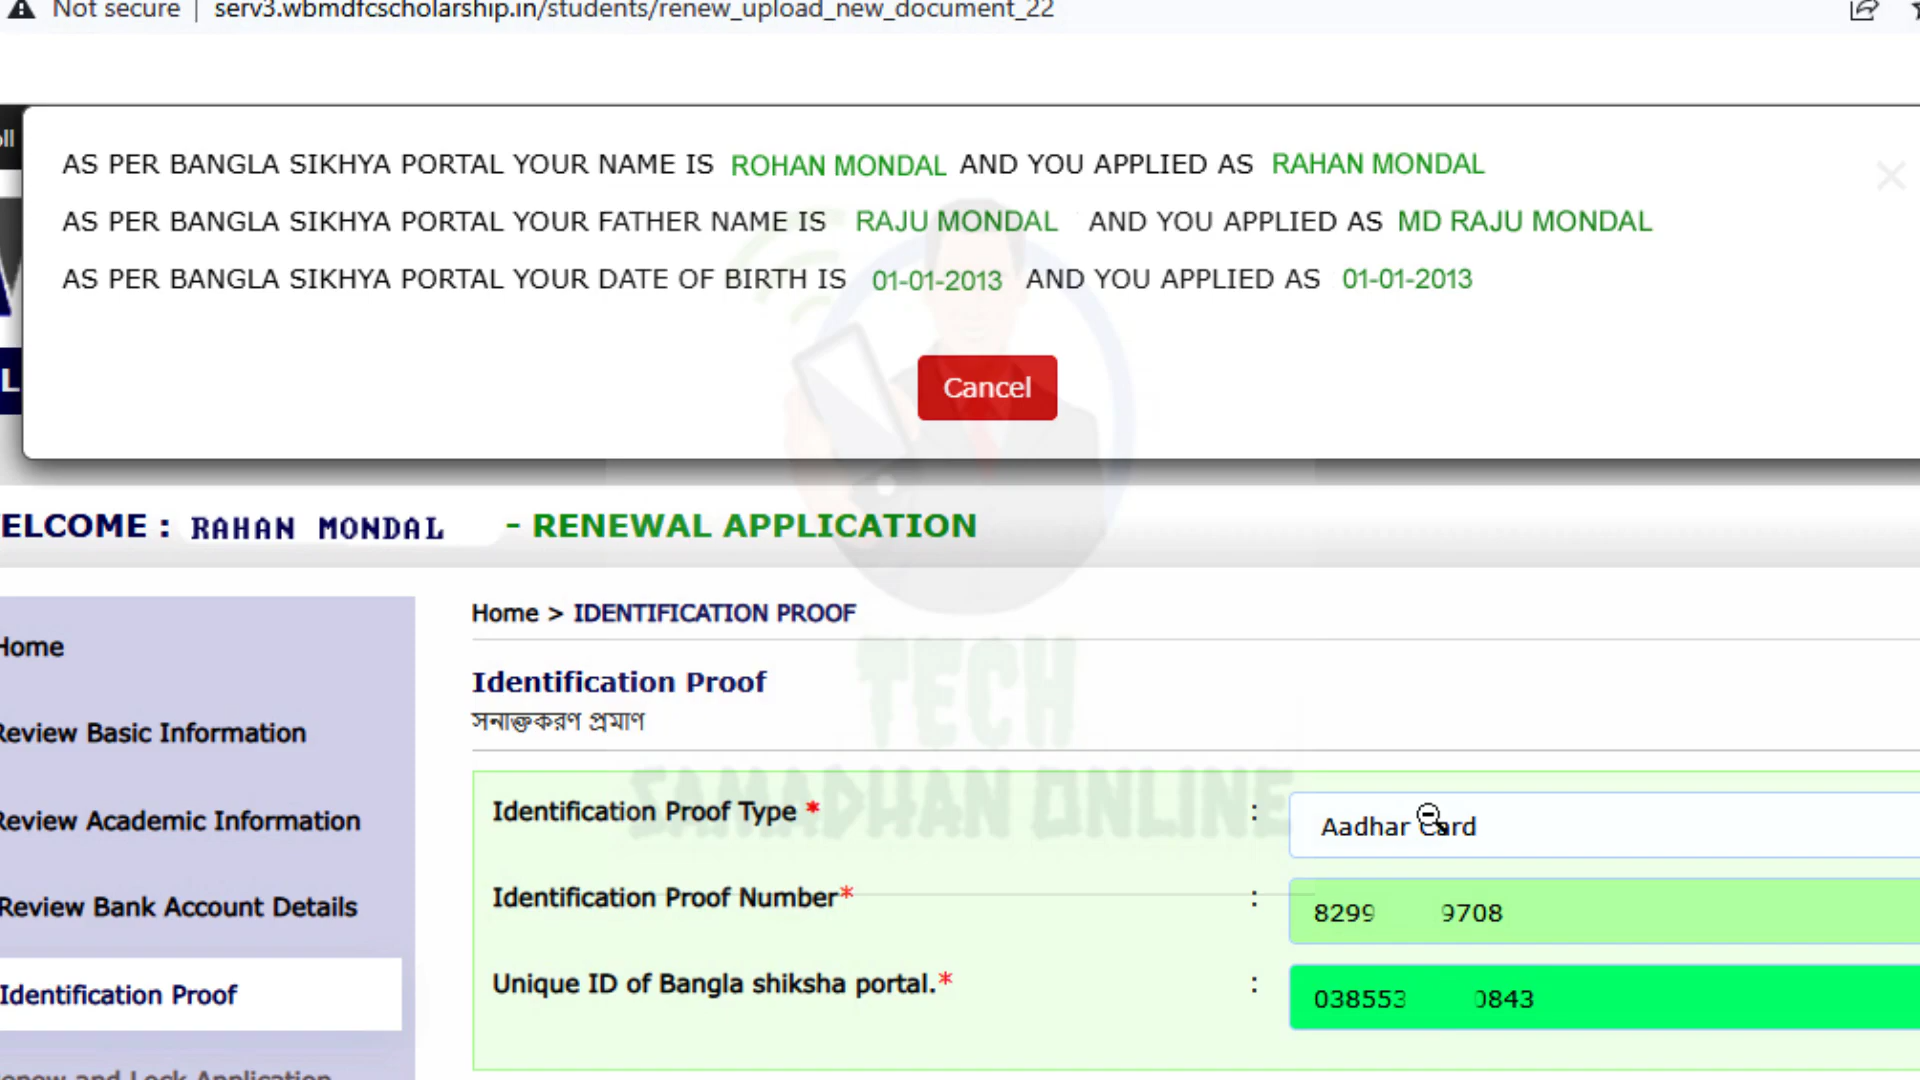 Not secure | serv3.wbmdfcscholarship.in/students/renew_upload_new_document_22
AS PER BANGLA SIKHYA PORTAL YOUR NAME IS ROHAN MONDAL AND YOU APPLIED AS RAHAN MONDAL
AS PER BANGLA SIKHYA PORTAL YOUR FATHER NAME IS RAJU MONDAL AND YOU APPLIED AS MD RAJU MONDAL
AS PER BANGLA SIKHYA PORTAL YOUR DATE OF BIRTH IS 01-01-2013 AND YOU APPLIED AS 01-01-2013
Cancel
ELCOME : RAHAN MONDAL - RENEWAL APPLICATION
Home
Review Basic Information
Review Academic Information
Review Bank Account Details
Identification Proof
Home > IDENTIFICATION PROOF
Identification Proof
সনাক্তকরণ প্রমাণ
Identification Proof Type * : Aadhar Card
Identification Proof Number* : 8299 9708
Unique ID of Bangla shiksha portal.* : 038553 0843
TECH
SAMADHAN ONLINE